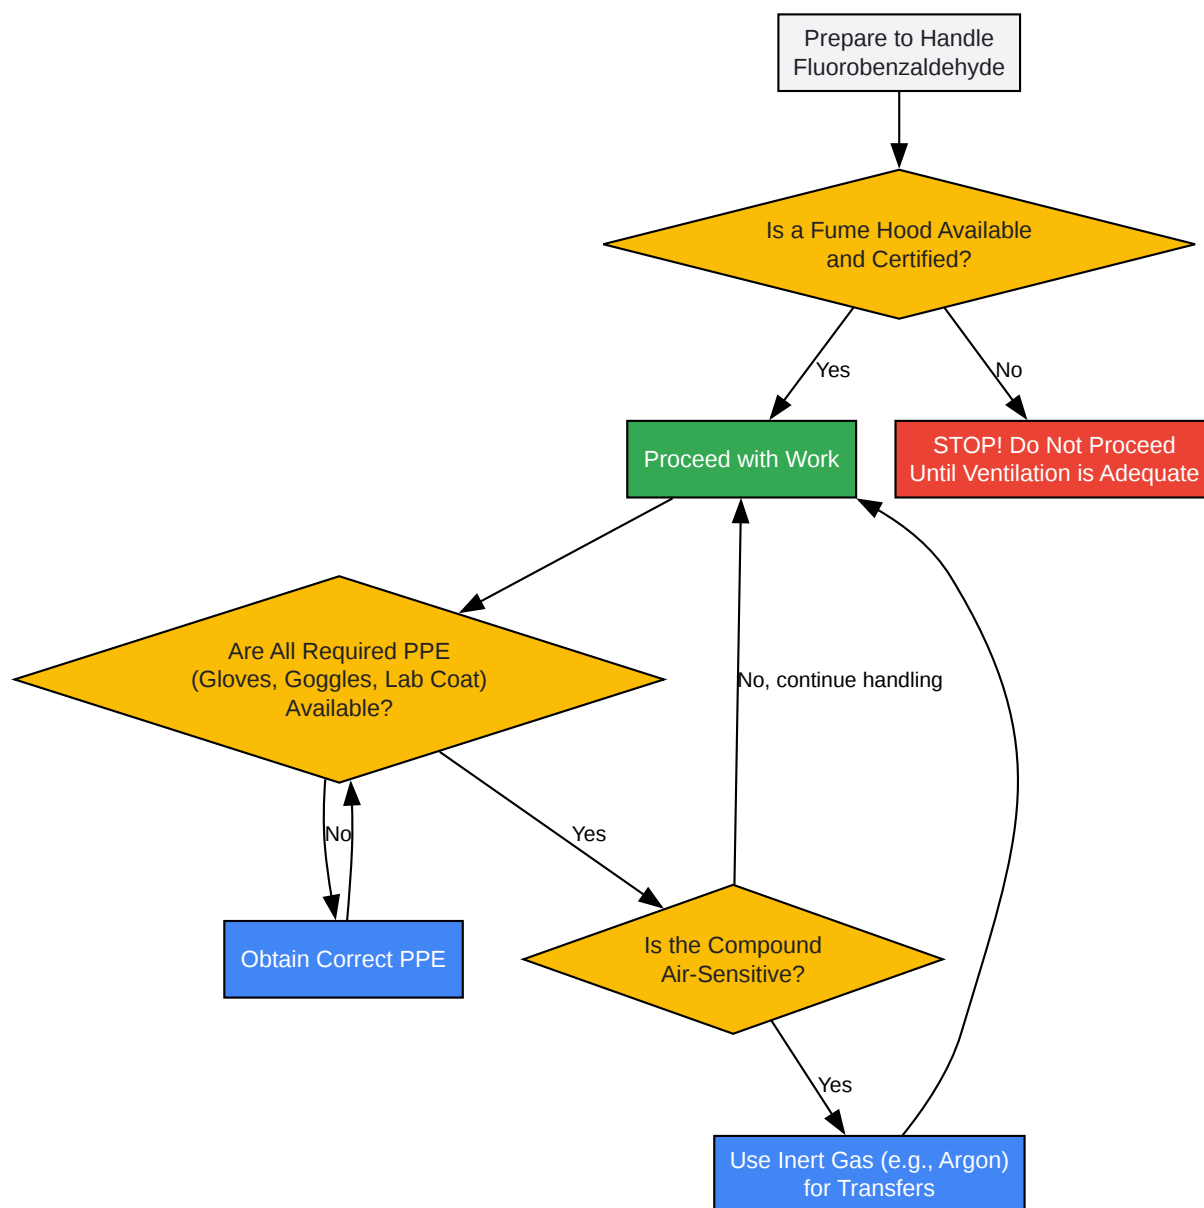 Prepare to Handle
Fluorobenzaldehyde
Is a Fume Hood Available
and Certified?
Yes
No
Proceed with Work
STOP! Do Not Proceed
Until Ventilation is Adequate
Are All Required PPE
(Gloves, Goggles, Lab Coat)
Available?
No, continue handling
No
Yes
Obtain Correct PPE
Is the Compound
Air-Sensitive?
Yes
Use Inert Gas (e.g., Argon)
for Transfers